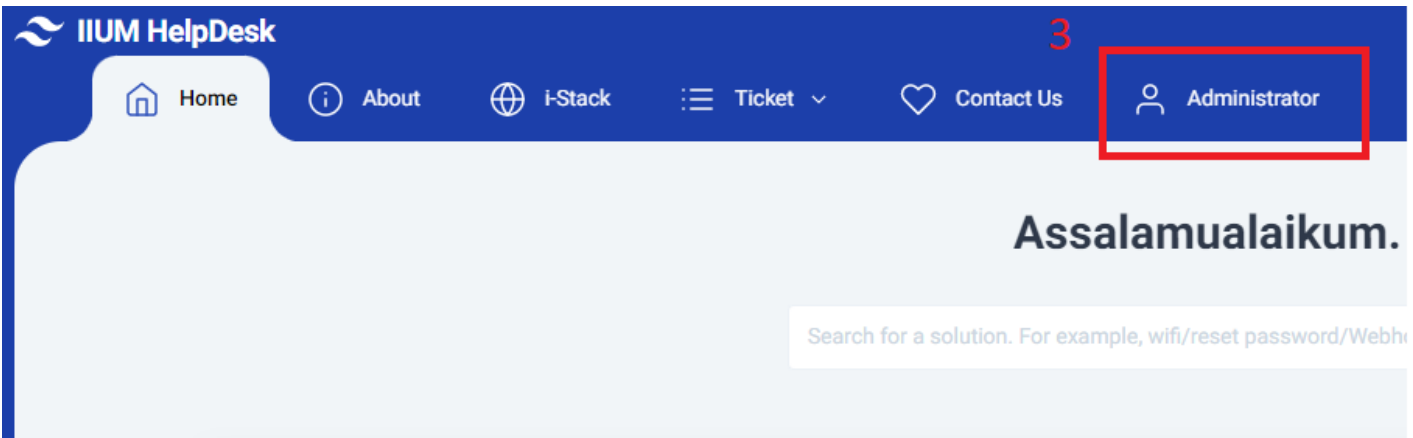 IIUM HelpDesk
3
Home About i-Stack Ticket Contact Us Administrator
Assalamualaikum.
Search for a solution. For example, wifi/reset password/